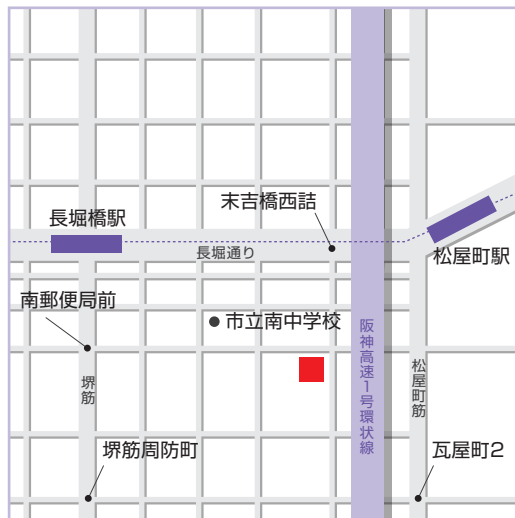 末吉橋西詰
長堀橋駅
長堀通り
松屋町駅
南郵便局前
市立南中学校
阪神高速1号環状線
堺筋
松屋町筋
堺筋周防町
瓦屋町2